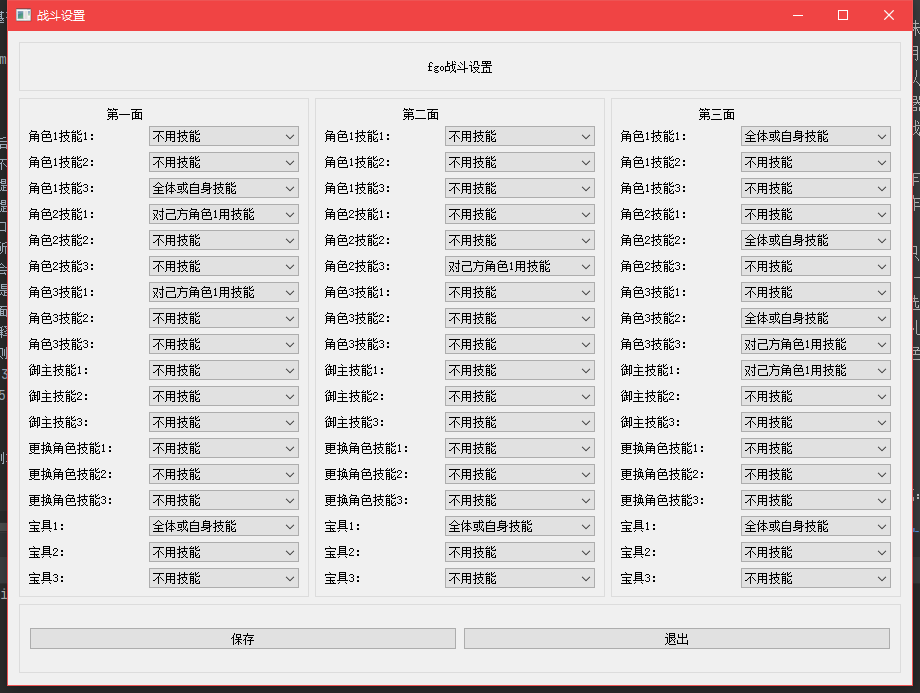 战斗设置
fgo战斗设置
第一面
角色1技能1: 不用技能
角色1技能2: 不用技能
角色1技能3: 全体或自身技能
角色2技能1: 对己方角色1用技能
角色2技能2: 不用技能
角色2技能3: 不用技能
角色3技能1: 对己方角色1用技能
角色3技能2: 不用技能
角色3技能3: 不用技能
御主技能1: 不用技能
御主技能2: 不用技能
御主技能3: 不用技能
更换角色技能1: 不用技能
更换角色技能2: 不用技能
更换角色技能3: 不用技能
宝具1: 全体或自身技能
宝具2: 不用技能
宝具3: 不用技能
第二面
角色1技能1: 不用技能
角色1技能2: 不用技能
角色1技能3: 不用技能
角色2技能1: 不用技能
角色2技能2: 不用技能
角色2技能3: 对己方角色1用技能
角色3技能1: 不用技能
角色3技能2: 不用技能
角色3技能3: 不用技能
御主技能1: 不用技能
御主技能2: 不用技能
御主技能3: 不用技能
更换角色技能1: 不用技能
更换角色技能2: 不用技能
更换角色技能3: 不用技能
宝具1: 全体或自身技能
宝具2: 不用技能
宝具3: 不用技能
第三面
角色1技能1: 全体或自身技能
角色1技能2: 不用技能
角色1技能3: 不用技能
角色2技能1: 不用技能
角色2技能2: 全体或自身技能
角色2技能3: 不用技能
角色3技能1: 不用技能
角色3技能2: 全体或自身技能
角色3技能3: 对己方角色1用技能
御主技能1: 对己方角色1用技能
御主技能2: 不用技能
御主技能3: 不用技能
更换角色技能1: 不用技能
更换角色技能2: 不用技能
更换角色技能3: 不用技能
宝具1: 全体或自身技能
宝具2: 不用技能
宝具3: 不用技能
保存
退出